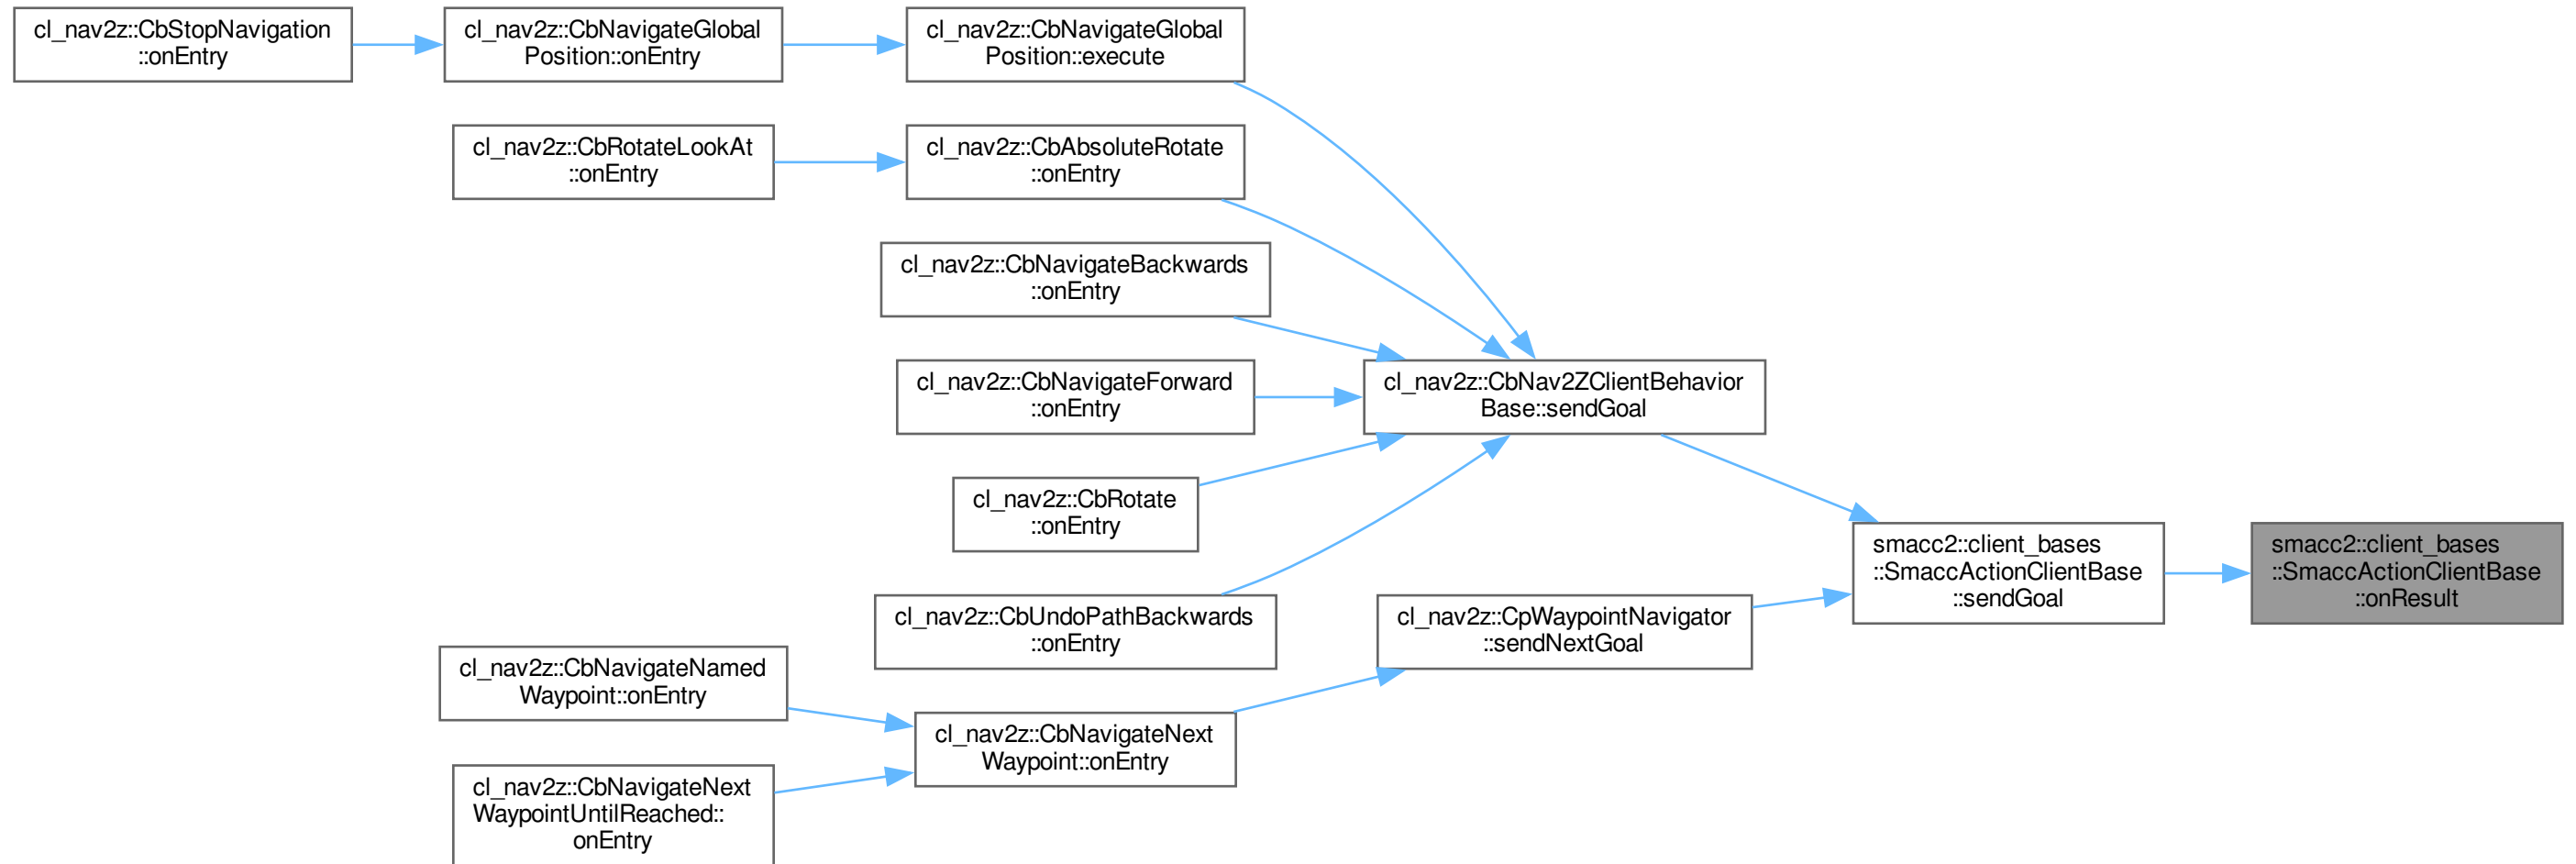 cl_nav2z::CbStopNavigation
::onEntry
cl_nav2z::CbNavigateGlobal
Position::onEntry
cl_nav2z::CbNavigateGlobal
Position::execute
cl_nav2z::CbRotateLookAt
::onEntry
cl_nav2z::CbAbsoluteRotate
::onEntry
cl_nav2z::CbNavigateBackwards
::onEntry
cl_nav2z::CbNavigateForward
::onEntry
cl_nav2z::CbNav2ZClientBehavior
Base::sendGoal
cl_nav2z::CbRotate
::onEntry
smacc2::client_bases
::SmaccActionClientBase
::sendGoal
smacc2::client_bases
::SmaccActionClientBase
::onResult
cl_nav2z::CbUndoPathBackwards
::onEntry
cl_nav2z::CpWaypointNavigator
::sendNextGoal
cl_nav2z::CbNavigateNamed
Waypoint::onEntry
cl_nav2z::CbNavigateNext
Waypoint::onEntry
cl_nav2z::CbNavigateNext
WaypointUntilReached::
onEntry